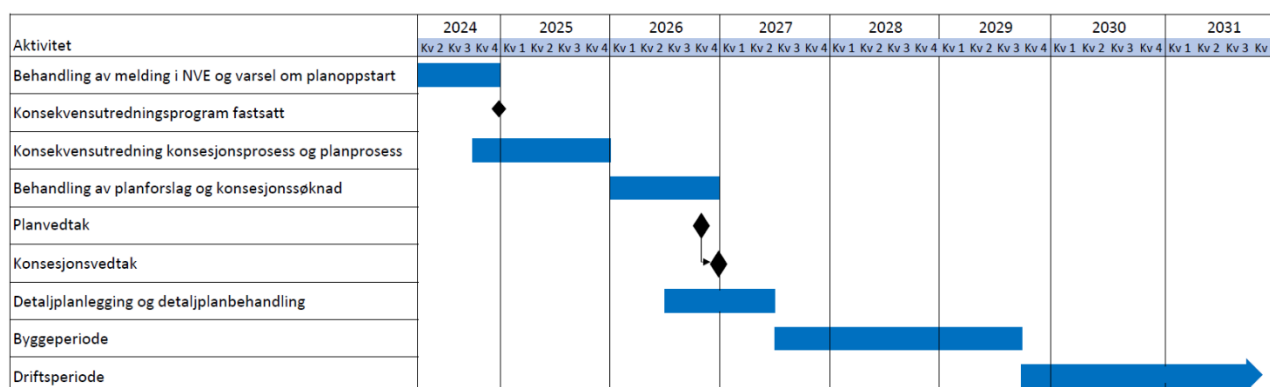 2024 2025 2026 2027 2028 2029 2030 2031
Aktivitet Kv 2 Kv 3 Kv 4 Kv 1 Kv 2 Kv 3 Kv 4 Kv 1 Kv 2 Kv 3 Kv 4 Kv 1 Kv 2 Kv 3 Kv 4 Kv 1 Kv 2 Kv 3 Kv 4 Kv 1 Kv 2 Kv 3 Kv 4 Kv 1 Kv 2 Kv 3 Kv 4 Kv 1 Kv 2 Kv 3 Kv
Behandling av melding i NVE og varsel om planoppstart
Konsekvensutredningsprogram fastsatt
Konsekvensutredning konsesjonsprosess og planprosess
Behandling av planforslag og konsesjonssøknad
Planvedtak
Konsesjonsvedtak
Detaljplanlegging og detaljplanbehandling
Byggeperiode
Driftsperiode